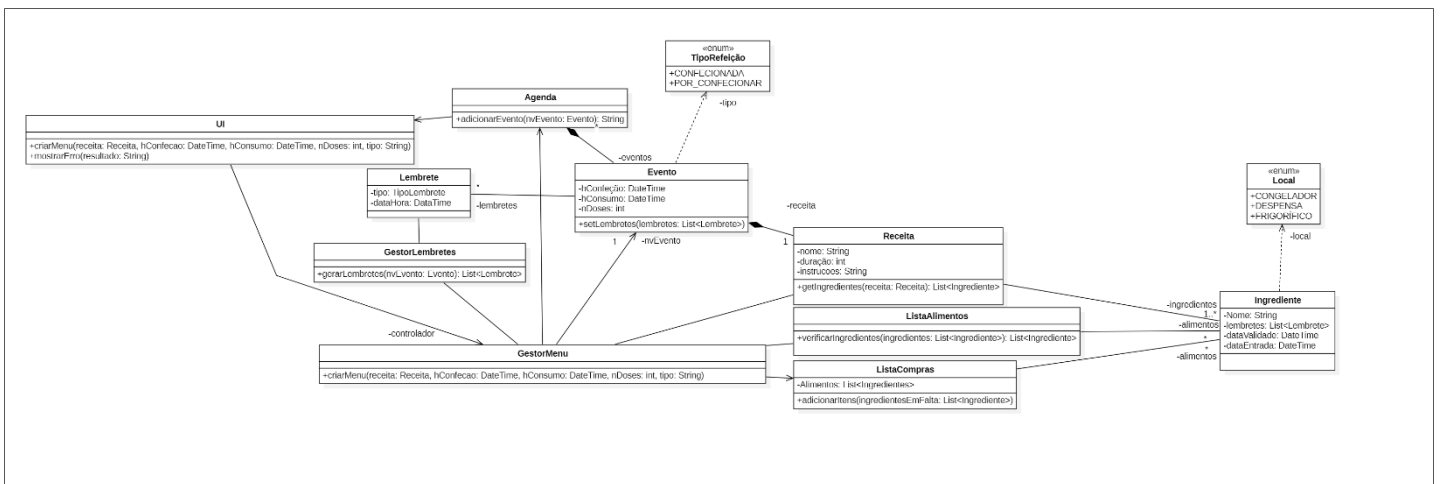 «enum»
TipoRefeição
+CONFECIONADA
+POR_CONFECIONAR
-tipo
Agenda
+adicionarEvento(nvEvento: Evento): String
*
-eventos
UI
+criarMenu(receita: Receita, hConfecao: DateTime, hConsumo: DateTime, nDoses: int, tipo: String)
+mostrarErro(resultado: String)
Lembrete
-tipo: TipoLembrete
-dataHora: DataTime
*
-lembretes
Evento
-hConfeção: DateTime
-hConsumo: DateTime
-nDoses: int
+setLembretes(lembretes: List<Lembrete>)
1
-nvEvento
«enum»
Local
+CONGELADOR
+DESPENSA
+FRIGORÍFICO
-local
-receita
1
Receita
-nome: String
-duração: int
-instrucoes: String
+getIngredientes(receita: Receita): List<Ingrediente>
GestorLembretes
+gerarLembretes(nvEvento: Evento): List<Lembrete>
-ingredientes
1..*
-alimentos
*
*
-alimentos
Ingrediente
-Nome: String
-lembretes: List<Lembrete>
-dataValidado: DateTime
-dataEntrada: DateTime
ListaAlimentos
+verificarIngredientes(ingredientes: List<Ingrediente>): List<Ingrediente>
-controlador
GestorMenu
+criarMenu(receita: Receita, hConfecao: DateTime, hConsumo: DateTime, nDoses: int, tipo: String)
ListaCompras
-Alimentos: List<Ingredientes>
+adicionarItens(ingredientesEmFalta: List<Ingrediente>)